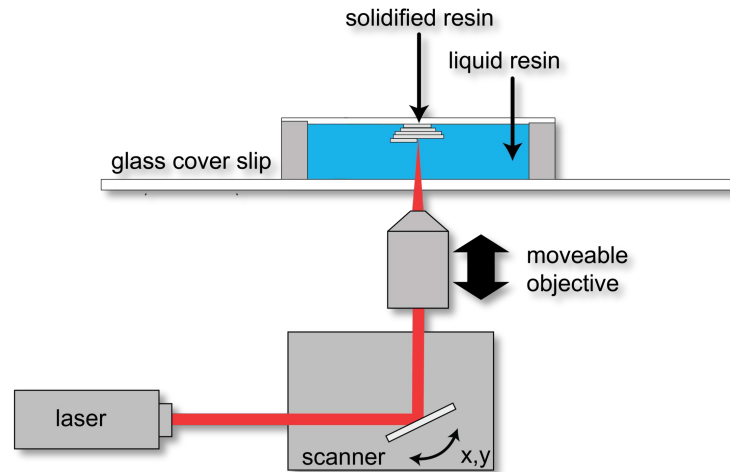 solidified resin
liquid resin
glass cover slip
moveable
objective
laser
scanner
x,y